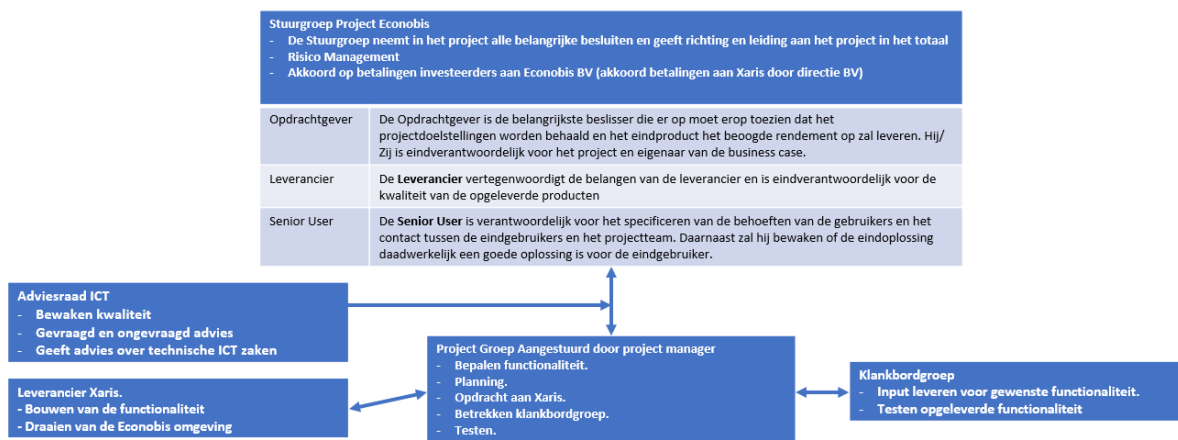 Stuurgroep Project Econobis
- De Stuurgroep neemt in het project alle belangrijke besluiten en geeft richting en leiding aan het project in het totaal
- Risico Management
- Akkoord op betalingen investeerders aan Econobis BV (akkoord betalingen aan Xaris door directie BV)
Opdrachtgever
De Opdrachtgever is de belangrijkste beslisser die er op moet erop toezien dat het
projectdoelstellingen worden behaald en het eindproduct het beoogde rendement op zal leveren. Hij/
Zij is eindverantwoordelijk voor het project en eigenaar van de business case.
Leverancier
De Leverancier vertegenwoordigt de belangen van de leverancier en is eindverantwoordelijk voor de
kwaliteit van de opgeleverde producten
Senior User
De Senior User is verantwoordelijk voor het specificeren van de behoeften van de gebruikers en het
contact tussen de eindgebruikers en het projectteam. Daarnaast zal hij bewaken of de eindoplossing
daadwerkelijk een goede oplossing is voor de eindgebruiker.
Adviesraad ICT
- Bewaken kwaliteit
- Gevraagd en ongevraagd advies
- Geeft advies over technische ICT zaken
Project Groep Aangestuurd door project manager
- Bepalen functionaliteit.
- Planning.
- Opdracht aan Xaris.
- Betrekken klankbordgroep.
- Testen.
Klankbordgroep
- Input leveren voor gewenste functionaliteit.
- Testen opgeleverde functionaliteit
Leverancier Xaris.
- Bouwen van de functionaliteit
- Draaien van de Econobis omgeving